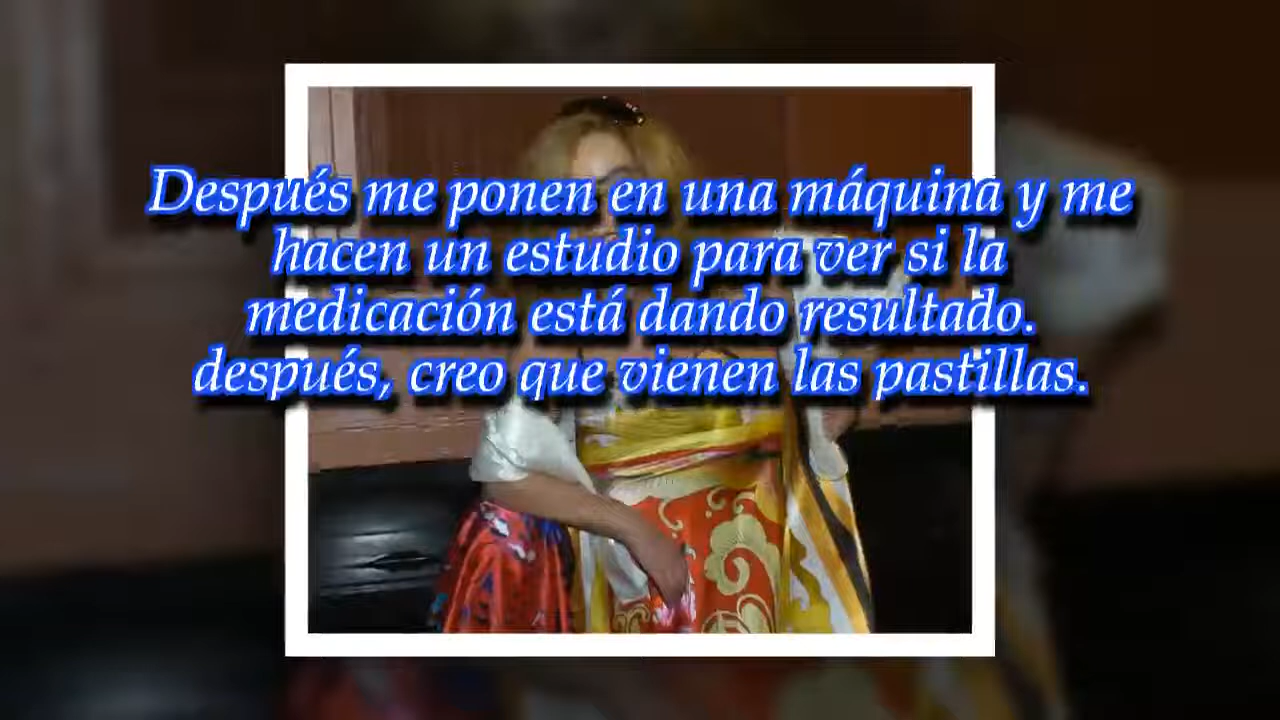 Después me ponen en una máquina y me
hacen un estudio para ver si la
medicación está dando resultado.
después, creo que vienen las pastillas.